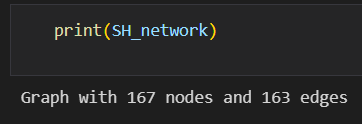 print(SH_network)
Graph with 167 nodes and 163 edges